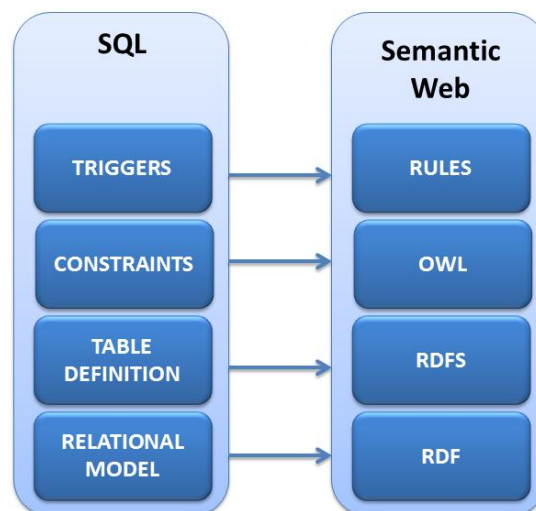 SQL
TRIGGERS
CONSTRAINTS
TABLE
DEFINITION
RELATIONAL
MODEL
Semantic
Web
RULES
OWL
RDFS
RDF